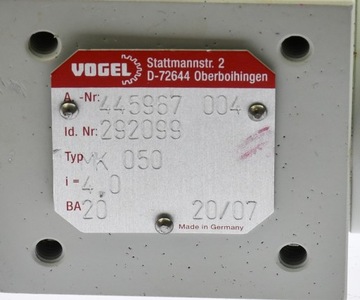 VOGEL
Stattmannstr. 2
D-72644 Oberboihingen
A.-Nr: 445967 004
Id. Nr: 292099
Typ MK 050
i = 4,0
BA: 20 20/07
Made in Germany